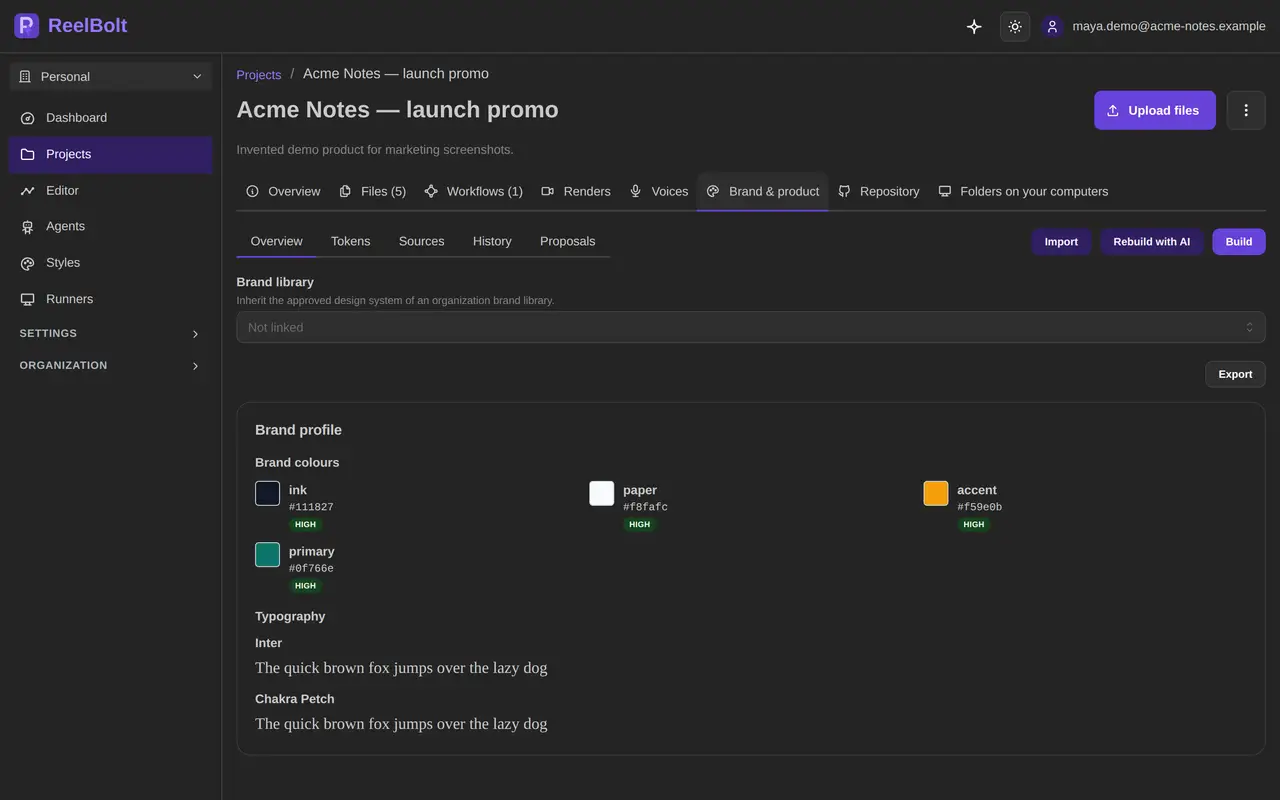 ReelBolt
maya.demo@acme-notes.example
Personal
Dashboard
Projects
Editor
Agents
Styles
Runners
SETTINGS
ORGANIZATION
Projects / Acme Notes — launch promo
Acme Notes — launch promo
Upload files
Invented demo product for marketing screenshots.
Overview
Files (5)
Workflows (1)
Renders
Voices
Brand & product
Repository
Folders on your computers
Overview
Tokens
Sources
History
Proposals
Import
Rebuild with AI
Build
Brand library
Inherit the approved design system of an organization brand library.
Not linked
Export
Brand profile
Brand colours
ink
#111827
HIGH
paper
#f8fafc
HIGH
accent
#f59e0b
HIGH
primary
#0f766e
HIGH
Typography
Inter
The quick brown fox jumps over the lazy dog
Chakra Petch
The quick brown fox jumps over the lazy dog